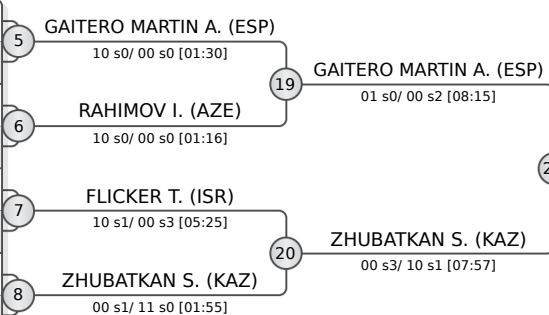 GAITERO MARTIN A. (ESP)
5
10 s0/ 00 s0 [01:30]
19
GAITERO MARTIN A. (ESP)
01 s0/ 00 s2 [08:15]
RAHIMOV I. (AZE)
6
10 s0/ 00 s0 [01:16]
FLICKER T. (ISR)
7
10 s1/ 00 s3 [05:25]
20
ZHUBATKAN S. (KAZ)
00 s3/ 10 s1 [07:57]
ZHUBATKAN S. (KAZ)
8
00 s1/ 11 s0 [01:55]